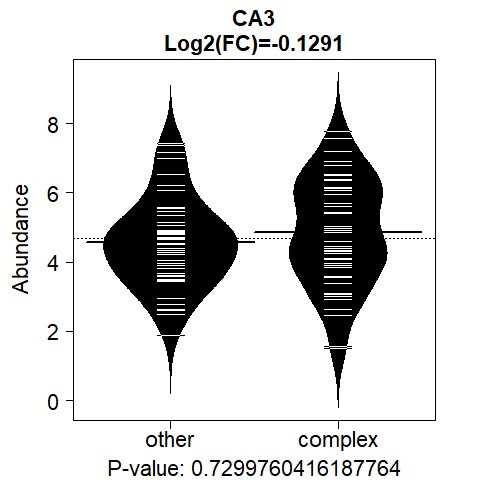 CA3
Log2(FC)=-0.1291
Abundance
8
6
4
2
0
other complex
P-value: 0.7299760416187764